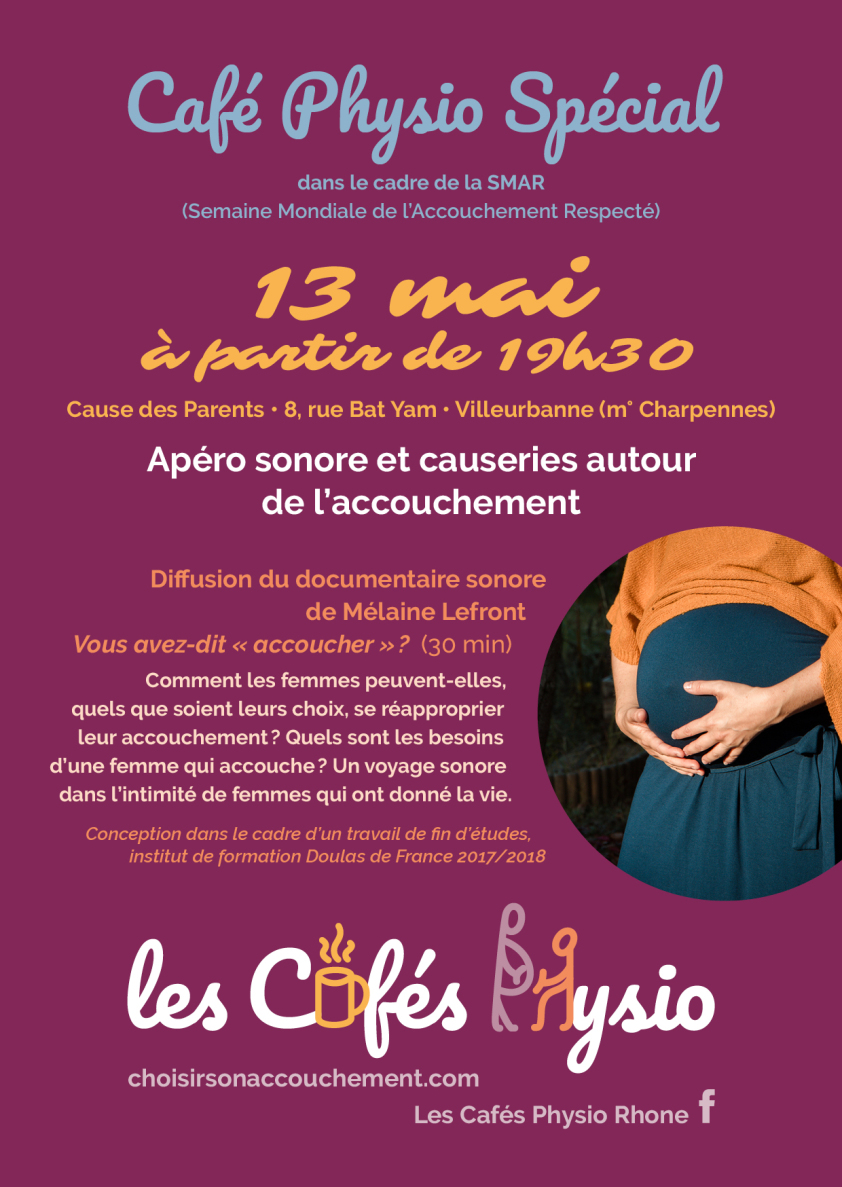 Café Physio Spécial
dans le cadre de la SMAR
(Semaine Mondiale de l’Accouchement Respecté)
13 mai
à partir de 19h30
Cause des Parents • 8, rue Bat Yam • Villeurbanne (m° Charpennes)
Apéro sonore et causeries autour
de l’accouchement
Diffusion du documentaire sonore
de Mélaine Lefront
Vous avez-dit « accoucher » ? (30 min)
Comment les femmes peuvent-elles,
quels que soient leurs choix, se réapproprier
leur accouchement ? Quels sont les besoins
d’une femme qui accouche ? Un voyage sonore
dans l’intimité de femmes qui ont donné la vie.
Conception dans le cadre d’un travail de fin d’études,
institut de formation Doulas de France 2017/2018
les Cafés Physio
choisirsonaccouchement.com
Les Cafés Physio Rhone f